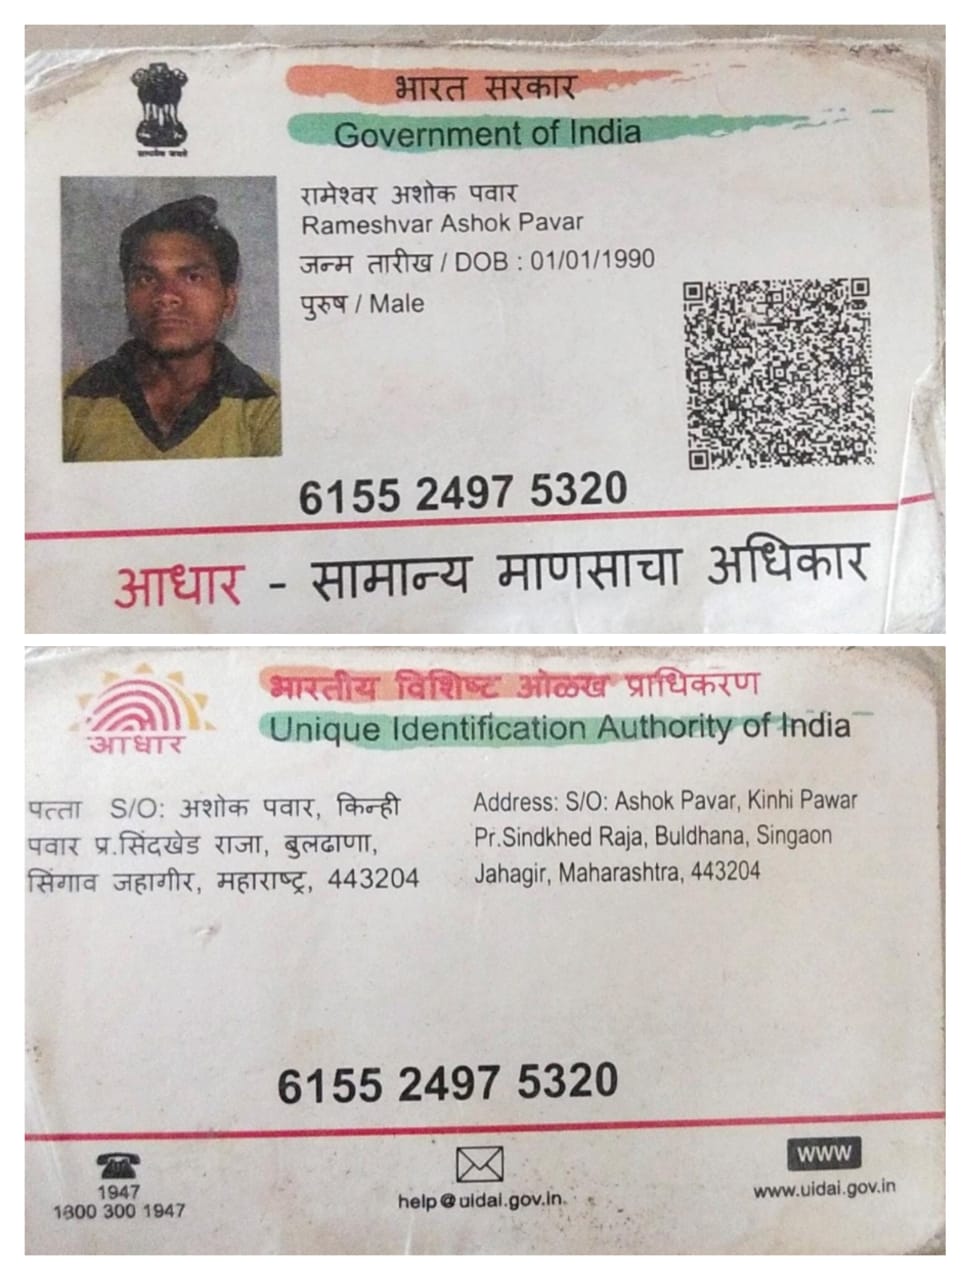 भारत सरकार
Government of India
सत्यमेव जयते
रामेश्वर अशोक पवार
Rameshvar Ashok Pavar
जन्म तारीख / DOB : 01/01/1990
पुरुष / Male
6155 2497 5320
आधार - सामान्य माणसाचा अधिकार
भारतीय विशिष्ट ओळख प्राधिकरण
Unique Identification Authority of India
आधार
पत्ता S/O: अशोक पवार, किन्ही
पवार प्र.सिंदखेड राजा, बुलढाणा,
सिंगाव जहागीर, महाराष्ट्र, 443204
Address: S/O: Ashok Pavar, Kinhi Pawar
Pr.Sindkhed Raja, Buldhana, Singaon
Jahagir, Maharashtra, 443204
6155 2497 5320
1947
1800 300 1947
help@uidai.gov.in
WWW
www.uidai.gov.in